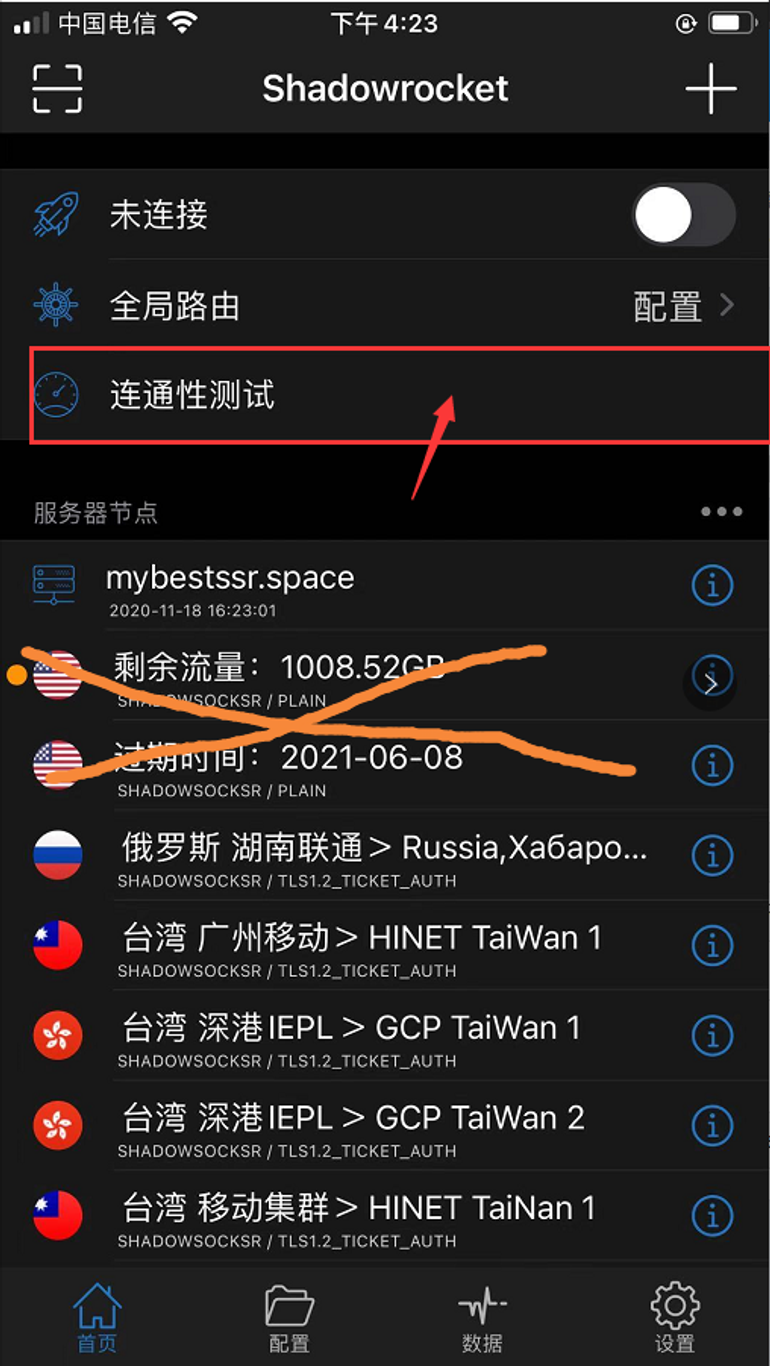 中国电信 下午 4:23
Shadowrocket
未连接
全局路由 配置
连通性测试
服务器节点
mybestssr.space
2020-11-18 16:23:01
剩余流量：1008.52GB
SHADOWSOCKSR / PLAIN
过期时间：2021-06-08
SHADOWSOCKSR / PLAIN
俄罗斯 湖南联通 > Russia,Хабаро...
SHADOWSOCKSR / TLS1.2_TICKET_AUTH
台湾 广州移动 > HINET TaiWan 1
SHADOWSOCKSR / TLS1.2_TICKET_AUTH
台湾 深港IEPL > GCP TaiWan 1
SHADOWSOCKSR / TLS1.2_TICKET_AUTH
台湾 深港IEPL > GCP TaiWan 2
SHADOWSOCKSR / TLS1.2_TICKET_AUTH
台湾 移动集群 > HINET TaiNan 1
SHADOWSOCKSR / TLS1.2_TICKET_AUTH
首页 配置 数据 设置